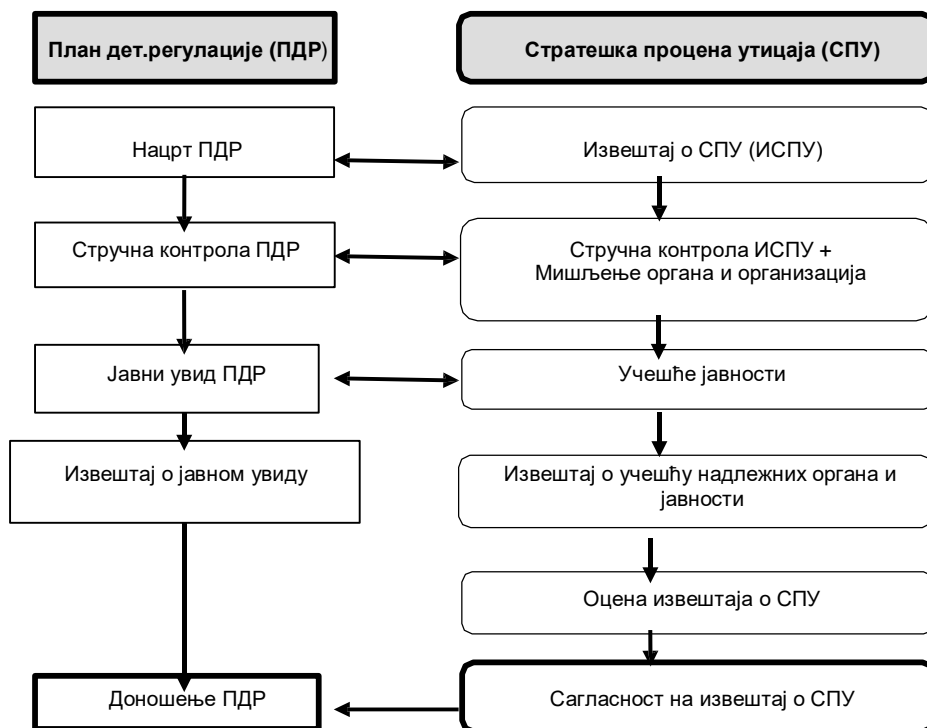 План дет.регулације (ПДР)
Стратешка процена утицаја (СПУ)
Нацрт ПДР
Извештај о СПУ (ИСПУ)
Стручна контрола ПДР
Стручна контрола ИСПУ +
Мишљење органа и организација
Јавни увид ПДР
Учешће јавности
Извештај о јавном увиду
Извештај о учешћу надлежних органа и
јавности
Оцена извештаја о СПУ
Доношење ПДР
Сагласност на извештај о СПУ